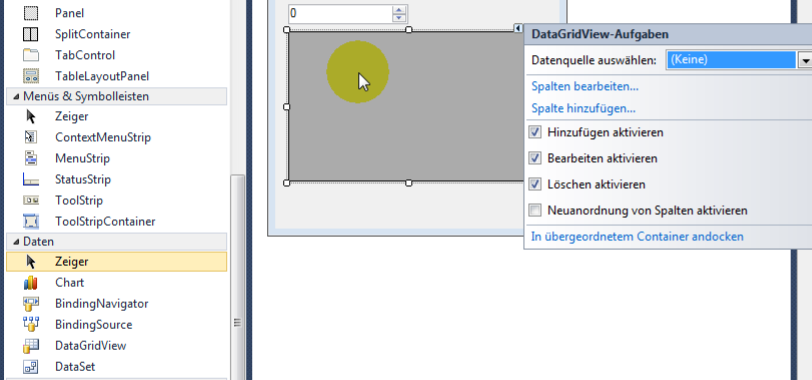 Panel
SplitContainer
TabControl
TableLayoutPanel
Menüs & Symbolleisten
Zeiger
ContextMenuStrip
MenuStrip
StatusStrip
ToolStrip
ToolStripContainer
Daten
Zeiger
Chart
BindingNavigator
BindingSource
DataGridView
DataSet
0
DataGridView-Aufgaben
Datenquelle auswählen: (Keine)
Spalten bearbeiten...
Spalte hinzufügen...
Hinzufügen aktivieren
Bearbeiten aktivieren
Löschen aktivieren
Neuanordnung von Spalten aktivieren
In übergeordnetem Container andocken